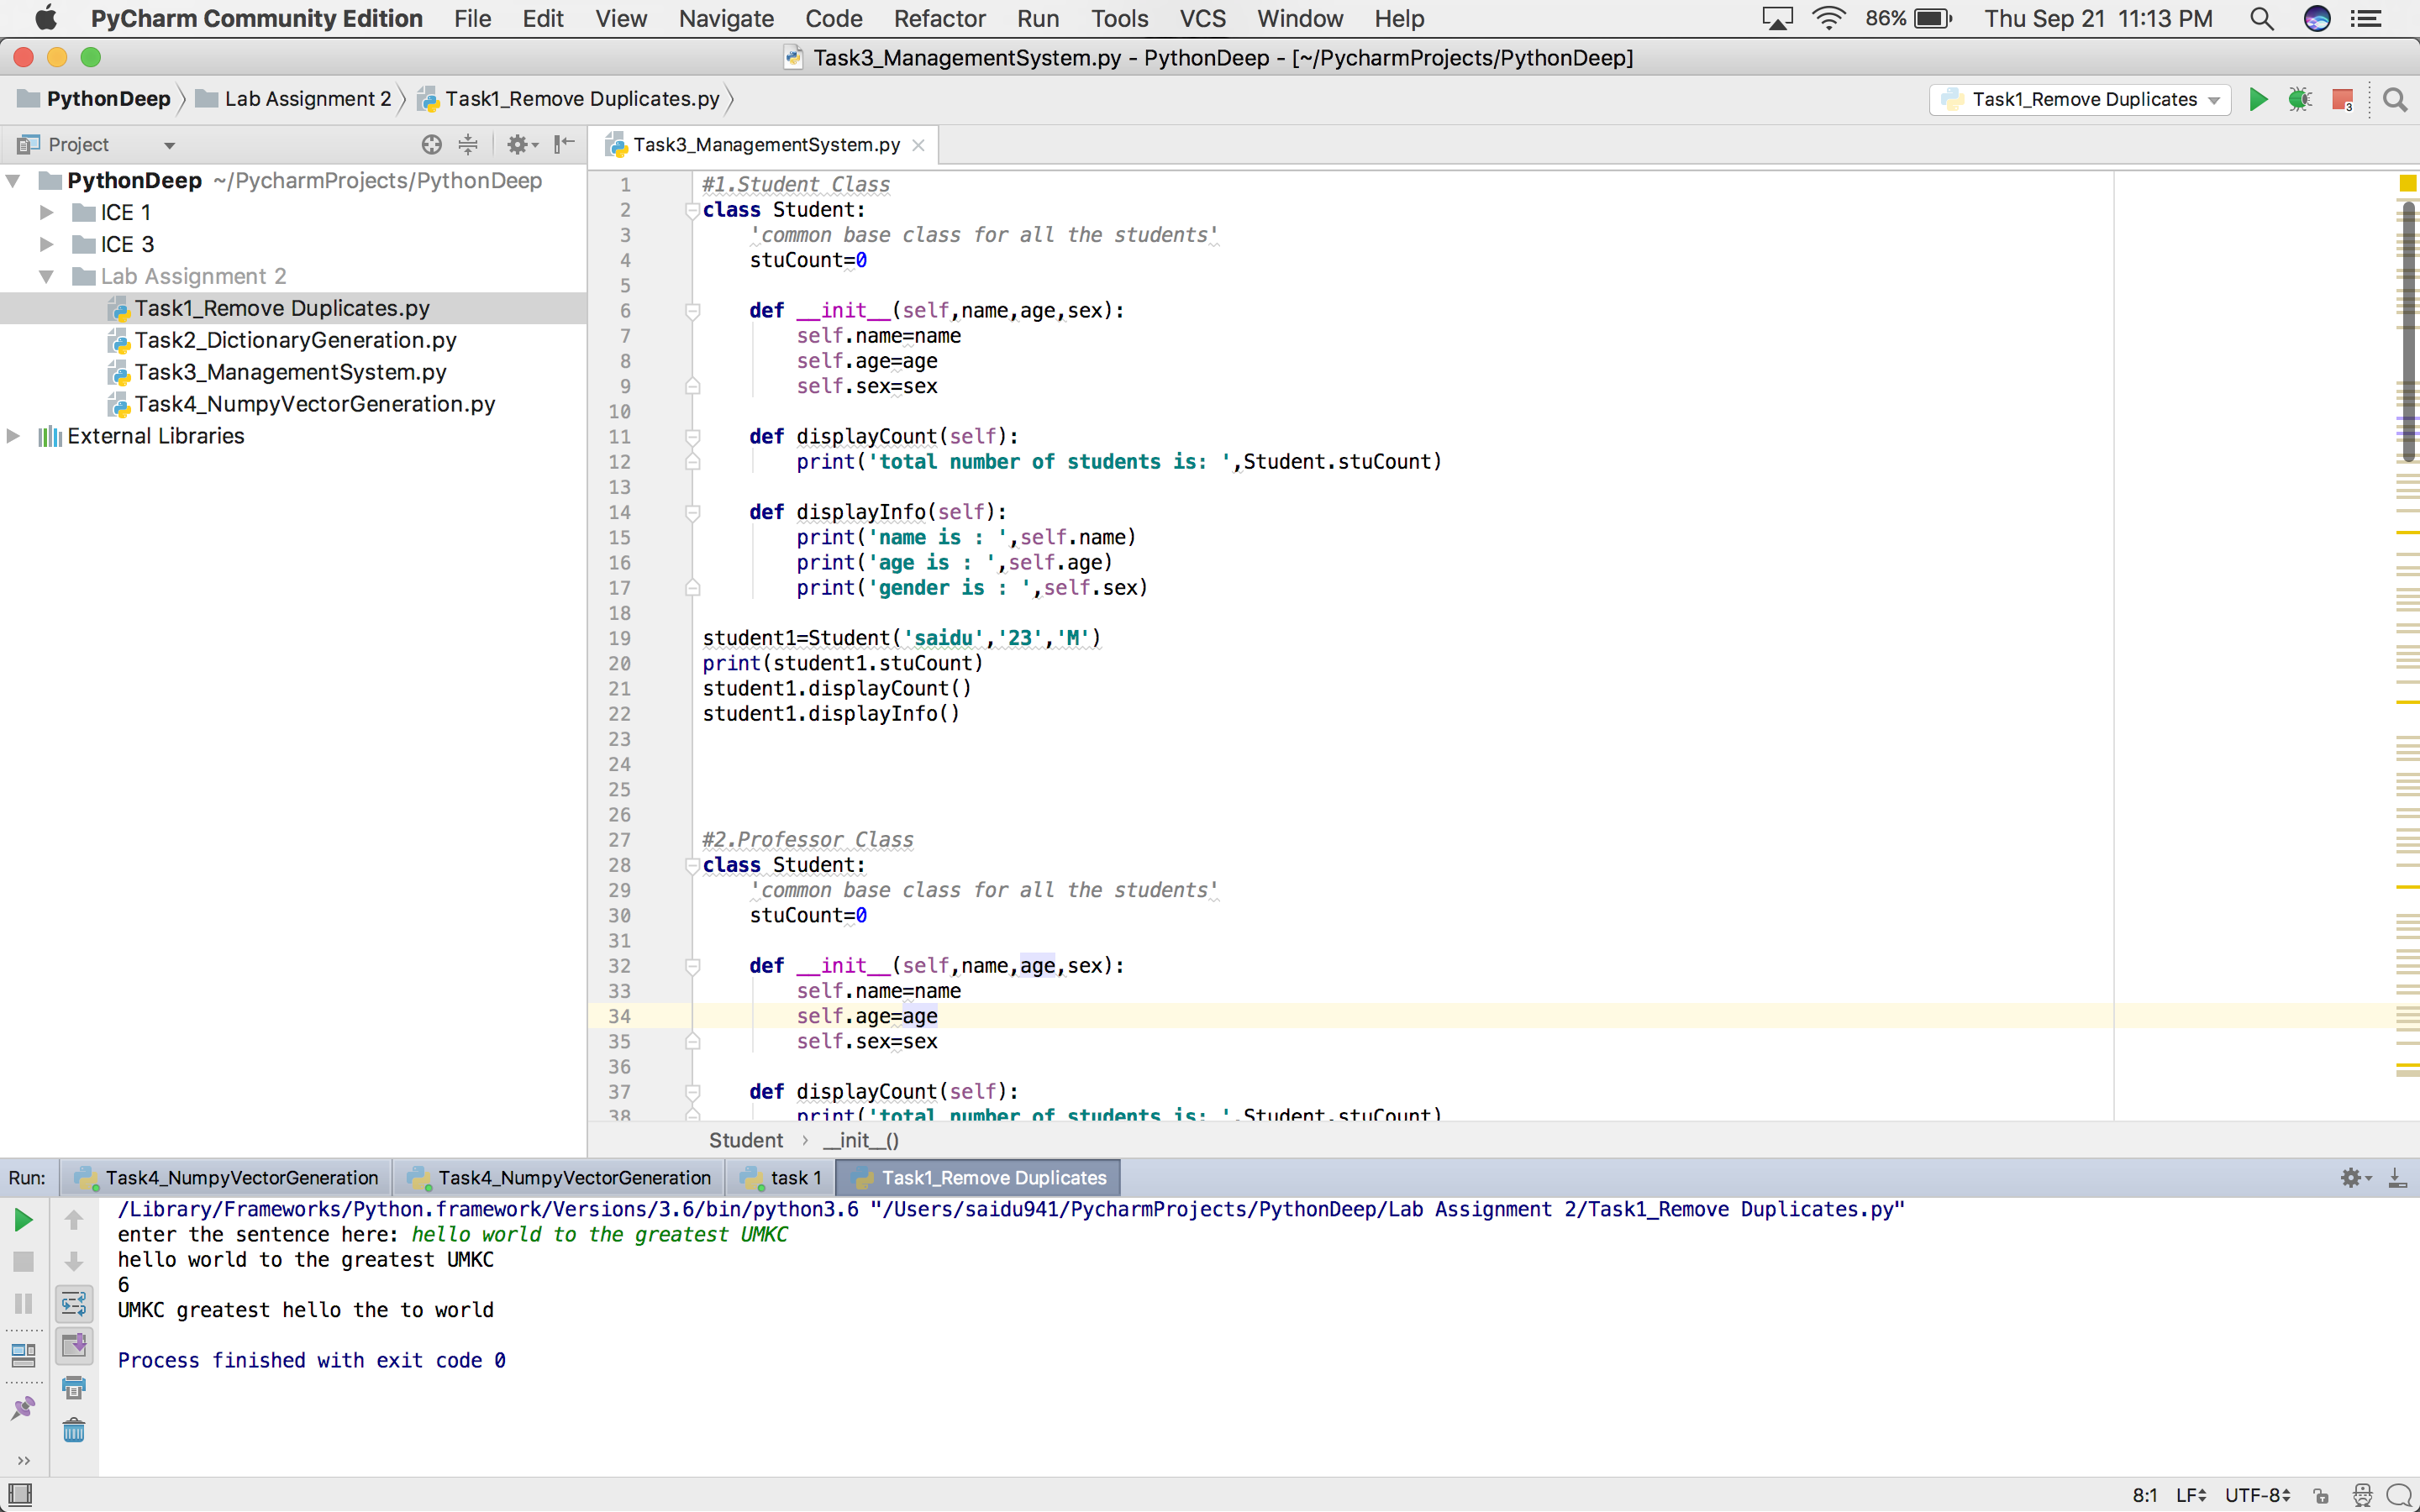 PyCharm Community Edition File Edit View Navigate Code Refactor Run Tools VCS Window Help 86% Thu Sep 21 11:13 PM
Task3_ManagementSystem.py - PythonDeep - [~/PycharmProjects/PythonDeep]
PythonDeep Lab Assignment 2 Task1_Remove Duplicates.py Task1_Remove Duplicates 3
Project
Task3_ManagementSystem.py
PythonDeep ~/PycharmProjects/PythonDeep
ICE 1
ICE 3
Lab Assignment 2
Task1_Remove Duplicates.py
Task2_DictionaryGeneration.py
Task3_ManagementSystem.py
Task4_NumpyVectorGeneration.py
External Libraries
1 #1.Student Class
2 class Student:
3 'common base class for all the students'
4 stuCount=0
5
6 def __init__(self,name,age,sex):
7 self.name=name
8 self.age=age
9 self.sex=sex
10
11 def displayCount(self):
12 print('total number of students is: ',Student.stuCount)
13
14 def displayInfo(self):
15 print('name is : ',self.name)
16 print('age is : ',self.age)
17 print('gender is : ',self.sex)
18
19 student1=Student('saidu','23','M')
20 print(student1.stuCount)
21 student1.displayCount()
22 student1.displayInfo()
23
24
25
26
27 #2.Professor Class
28 class Student:
29 'common base class for all the students'
30 stuCount=0
31
32 def __init__(self,name,age,sex):
33 self.name=name
34 self.age=age
35 self.sex=sex
36
37 def displayCount(self):
38 print('total number of students is: ',Student.stuCount)
Student › __init__()
Run: Task4_NumpyVectorGeneration Task4_NumpyVectorGeneration task 1 Task1_Remove Duplicates
/Library/Frameworks/Python.framework/Versions/3.6/bin/python3.6 "/Users/saidu941/PycharmProjects/PythonDeep/Lab Assignment 2/Task1_Remove Duplicates.py"
enter the sentence here: hello world to the greatest UMKC
hello world to the greatest UMKC
6
UMKC greatest hello the to world
Process finished with exit code 0
8:1 LF UTF-8